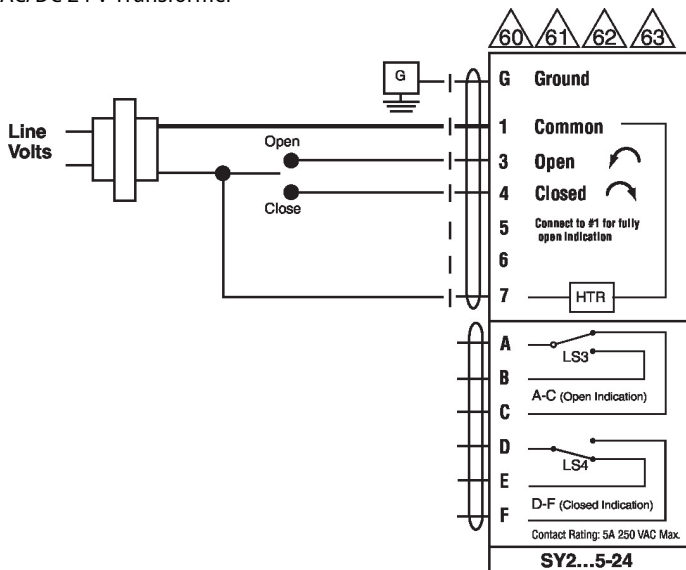 AC/DC 24 V Transformer
60 61 62 63
G
G Ground
Line
Volts
1 Common
Open
3 Open
4 Closed
Close
5 Connect to #1 for fully
open indication
6
7 HTR
A
LS3
B
A-C (Open Indication)
C
D
LS4
E
D-F (Closed Indication)
F
Contact Rating: 5A 250 VAC Max.
SY2...5-24